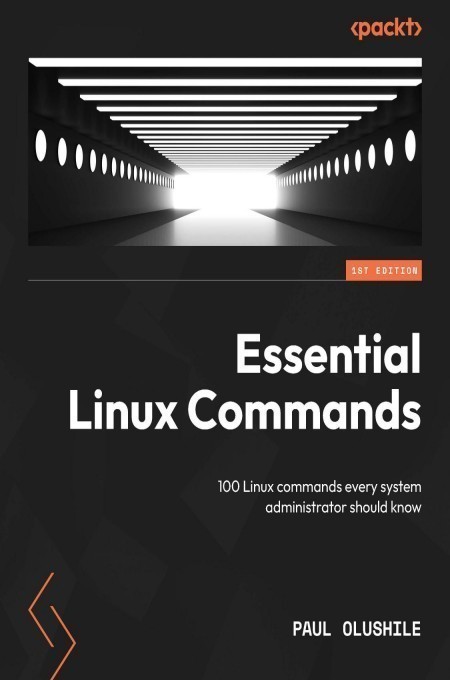 <packt>
1ST EDITION
Essential
Linux Commands
100 Linux commands every system
administrator should know
PAUL OLUSHILE